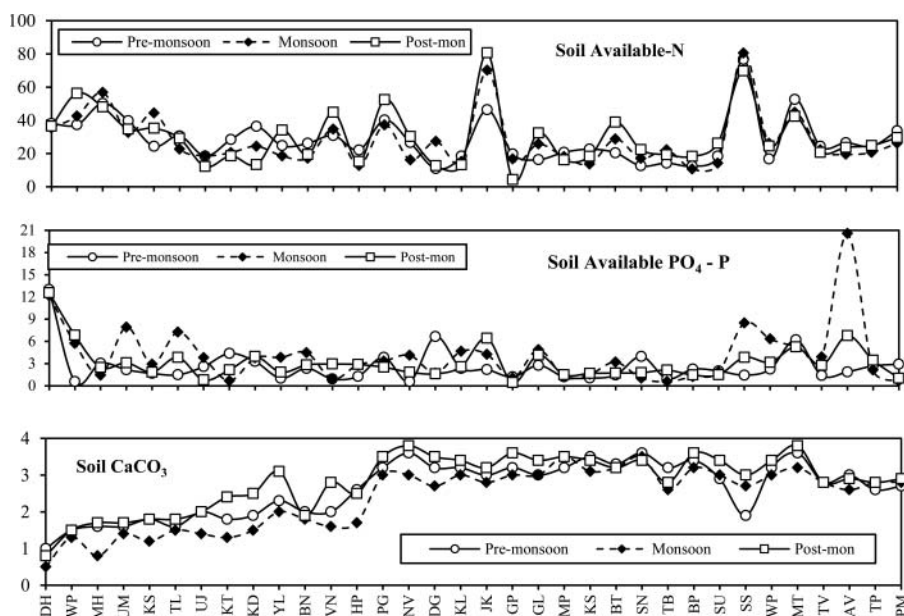 100
80
60
40
20
0
Pre-monsoon Monsoon Post-mon
Soil Available-N
21
18
15
12
9
6
3
0
Pre-monsoon Monsoon Post-mon
Soil Available PO₄ - P
4
3
2
1
0
Soil CaCO₃
Pre-monsoon Monsoon Post-mon
DH WP MH UM KS TL UJ KT KD YL BN VN HP PG NV DG KL JK GP GL MP KS BT SN TB BP SU SS WP MT TV AV TP